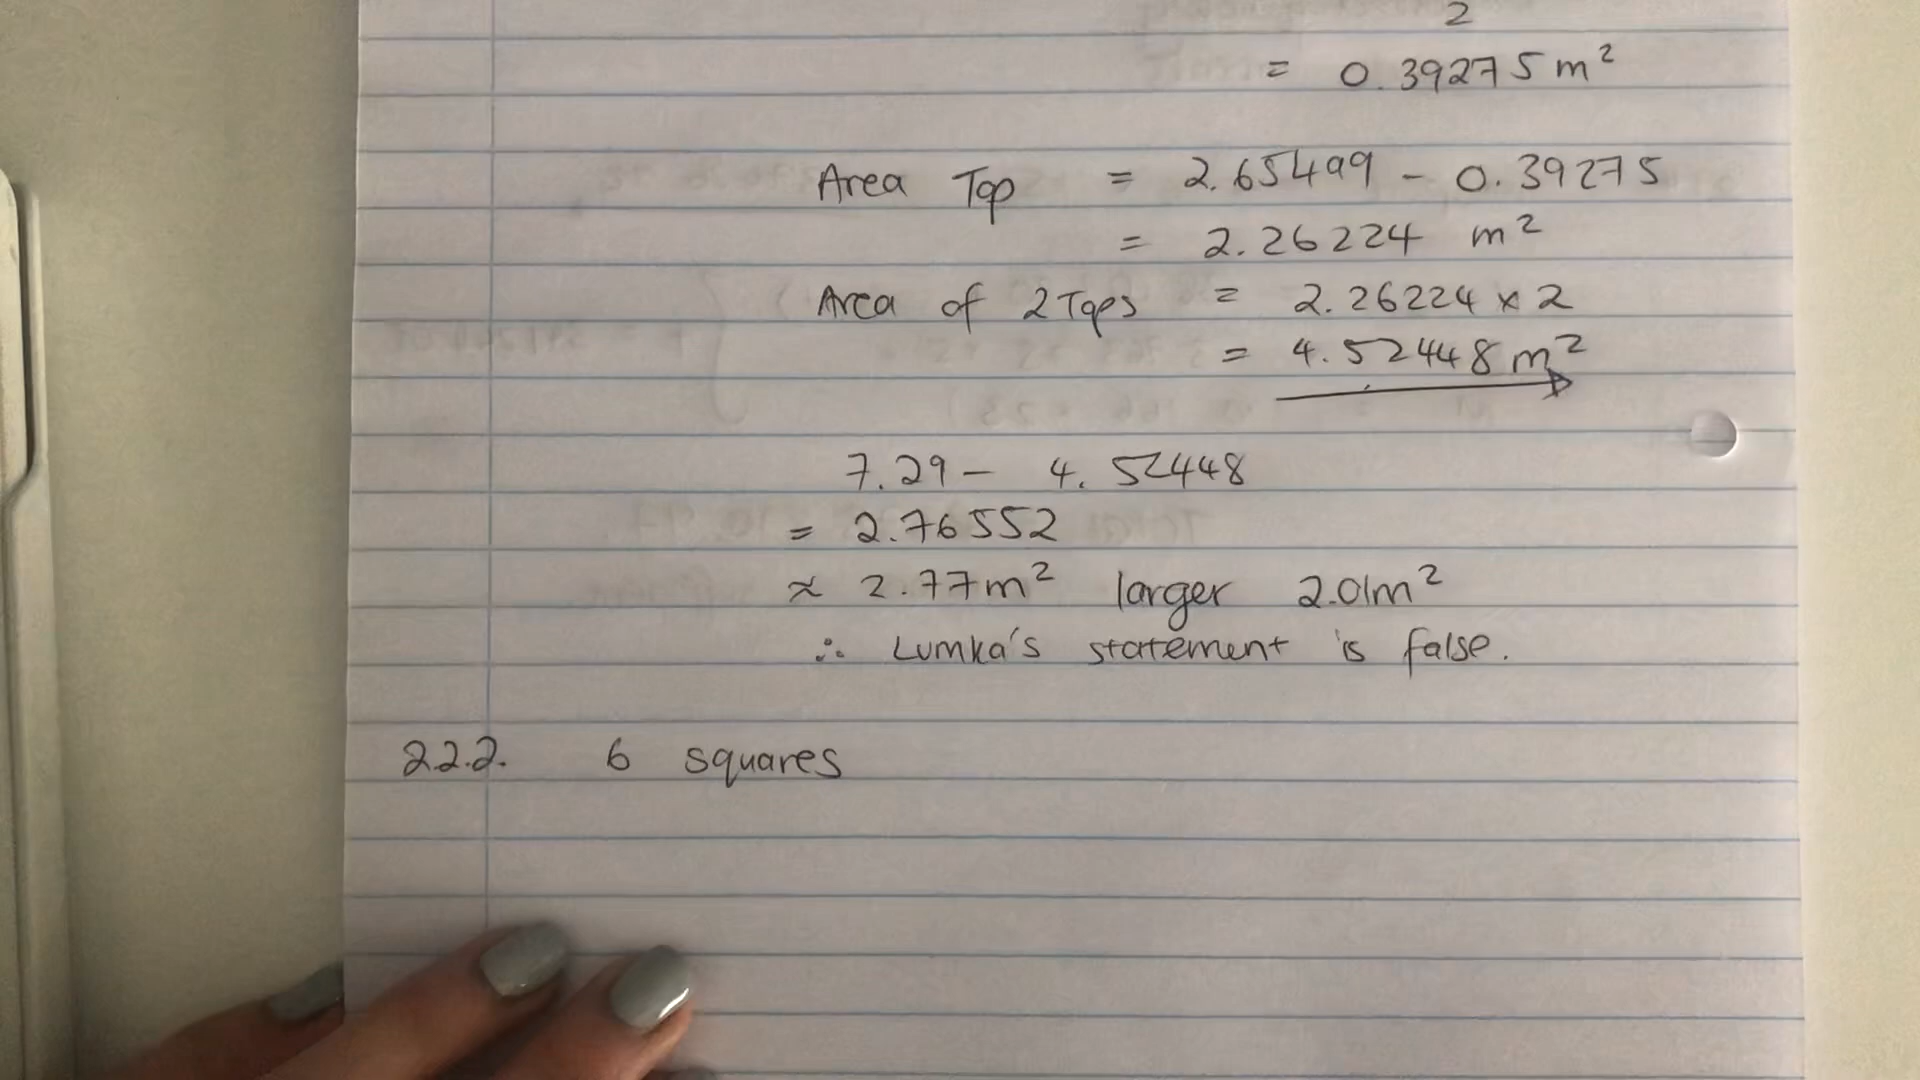 2
= 0.39275 m²
Area Top = 2.65499 - 0.39275
= 2.26224 m²
Area of 2 Tops = 2.26224 x 2
= 4.52448 m²
7.29 - 4.52448
= 2.76552
≈ 2.77m² larger 2.01m²
∴ Lumka's statement is false.
2.2.2. 6 squares